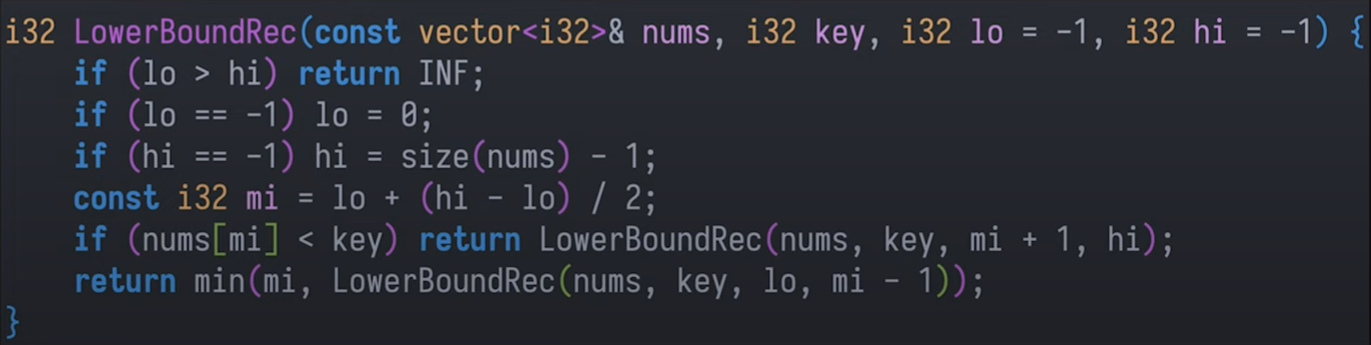 i32 LowerBoundRec(const vector<i32>& nums, i32 key, i32 lo = -1, i32 hi = -1) {
    if (lo > hi) return INF;
    if (lo == -1) lo = 0;
    if (hi == -1) hi = size(nums) - 1;
    const i32 mi = lo + (hi - lo) / 2;
    if (nums[mi] < key) return LowerBoundRec(nums, key, mi + 1, hi);
    return min(mi, LowerBoundRec(nums, key, lo, mi - 1));
}